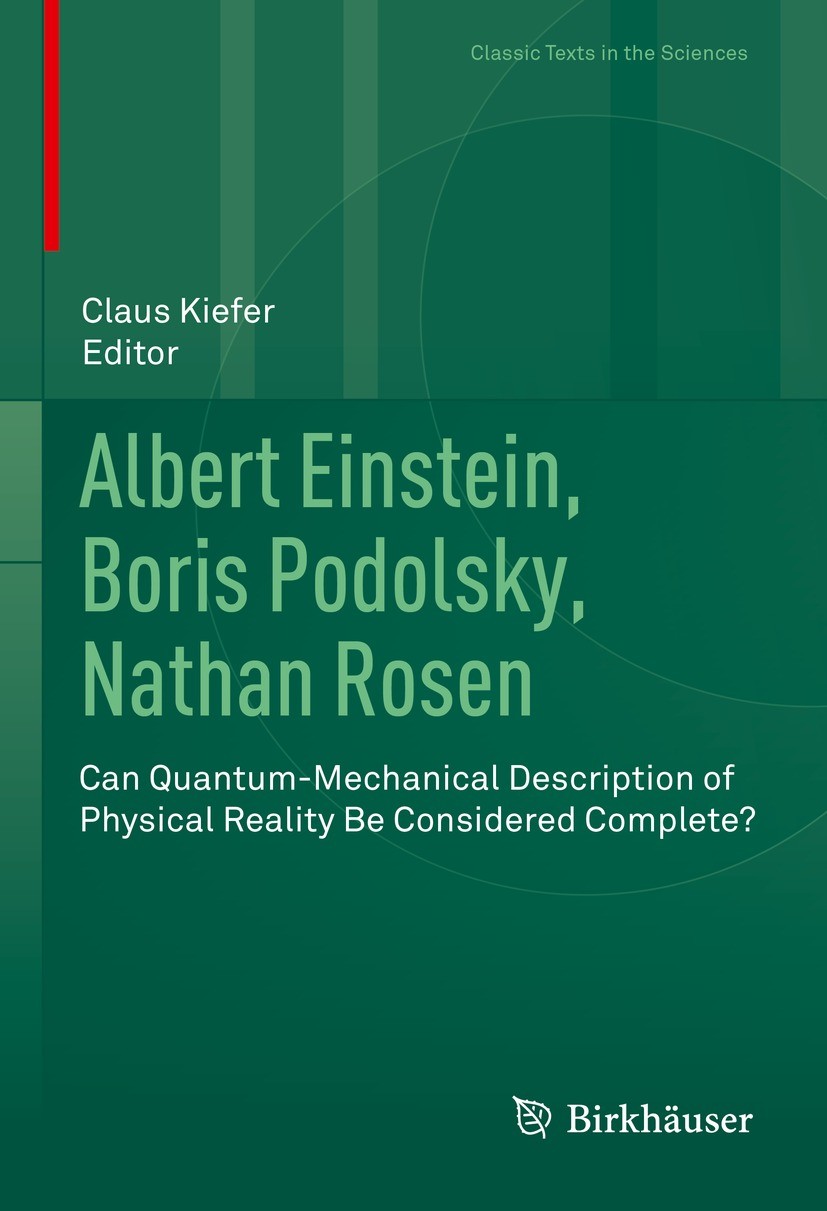 Classic Texts in the Sciences
Claus Kiefer
Editor
Albert Einstein,
Boris Podolsky,
Nathan Rosen
Can Quantum-Mechanical Description of
Physical Reality Be Considered Complete?
Birkhäuser